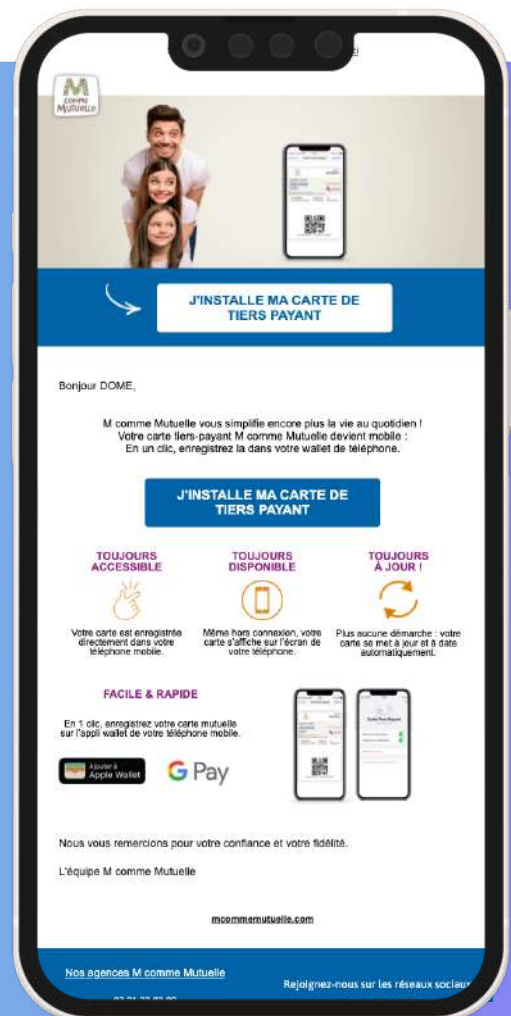 M
comme
Mutuelle
J'INSTALLE MA CARTE DE
TIERS PAYANT
Bonjour DOME,
M comme Mutuelle vous simplifie encore plus la vie au quotidien !
Votre carte tiers-payant M comme Mutuelle devient mobile :
En un clic, enregistrez la dans votre wallet de téléphone.
J'INSTALLE MA CARTE DE
TIERS PAYANT
TOUJOURS
ACCESSIBLE
Votre carte est enregistrée
directement dans votre
téléphone mobile.
TOUJOURS
DISPONIBLE
Même hors connexion, votre
carte s'affiche sur l'écran de
votre téléphone.
TOUJOURS
À JOUR !
Plus aucune démarche : votre
carte se met à jour et à date
automatiquement.
FACILE & RAPIDE
En 1 clic, enregistrez votre carte mutuelle
sur l'appli wallet de votre téléphone mobile.
Ajouter à
Apple Wallet
G Pay
Nous vous remercions pour votre confiance et votre fidélité.
L'équipe M comme Mutuelle
mcommemutuelle.com
Nos agences M comme Mutuelle
Rejoignez-nous sur les réseaux sociaux